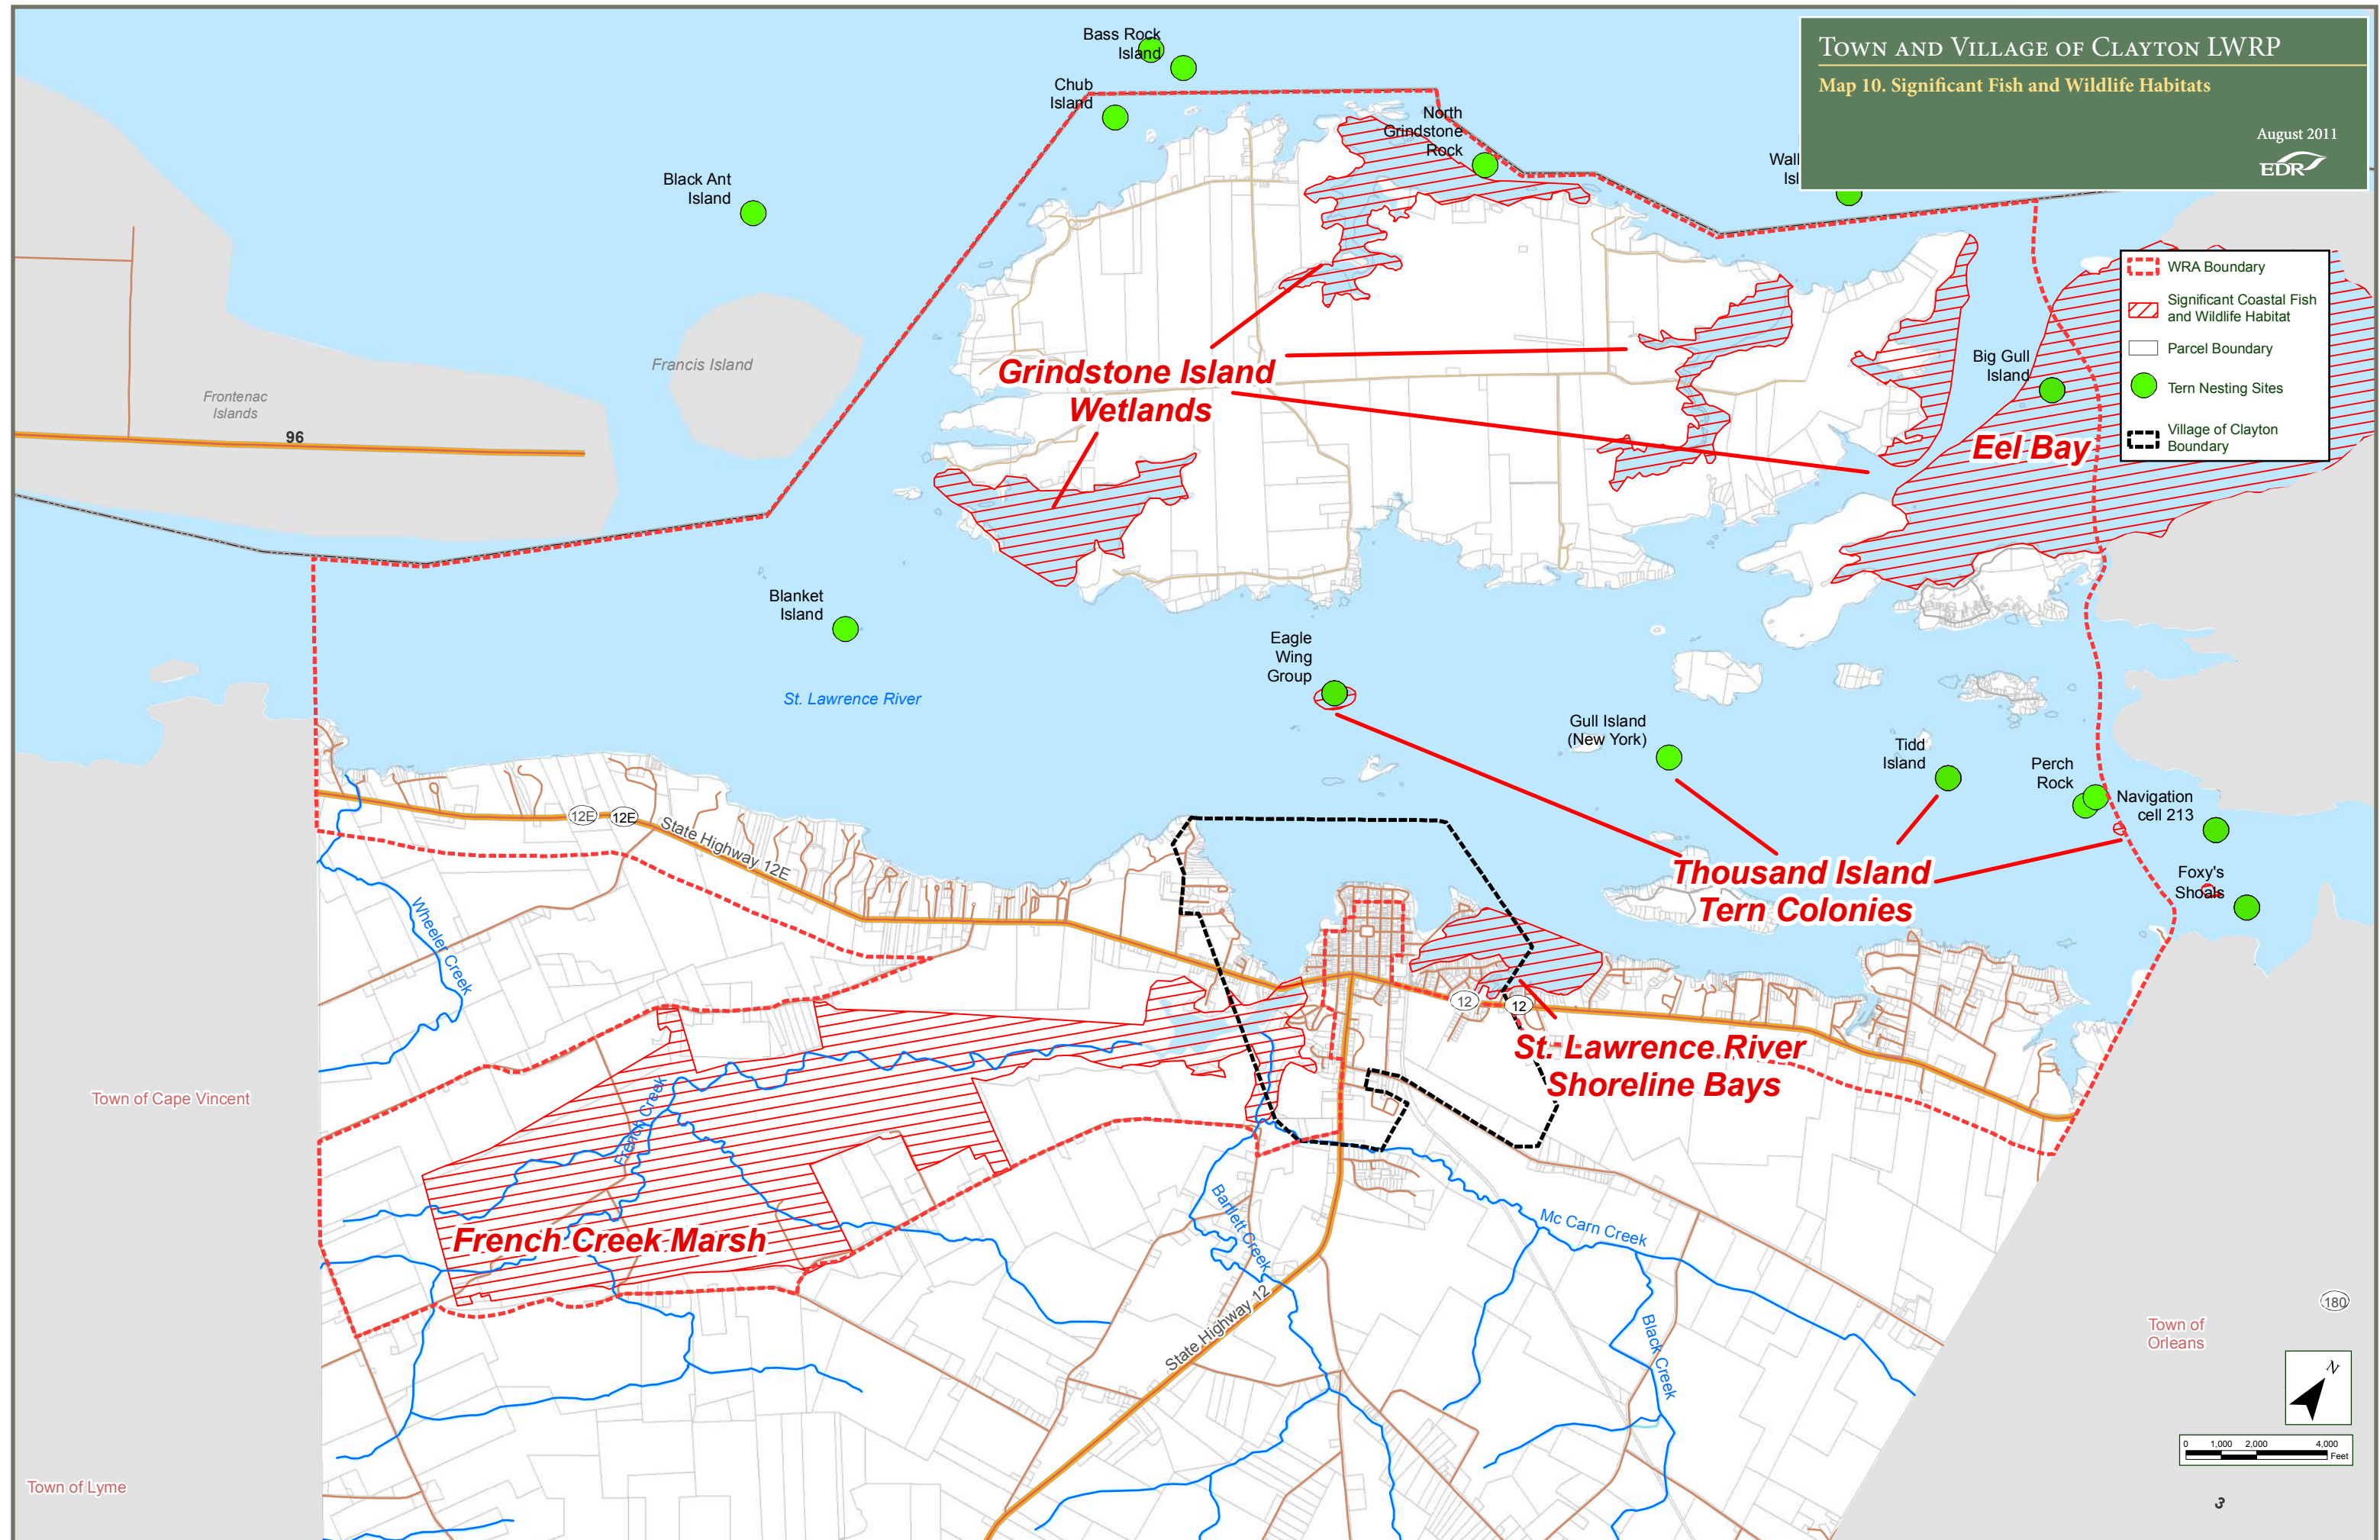 TOWN AND VILLAGE OF CLAYTON LWRP
Map 10. Significant Fish and Wildlife Habitats
August 2011
EDR
Bass Rock
Island
Chub
Island
North
Grindstone
Rock
Wall
Isl
Black Ant
Island
WRA Boundary
Significant Coastal Fish
and Wildlife Habitat
Parcel Boundary
Tern Nesting Sites
Village of Clayton
Boundary
Francis Island
Frontenac
Islands
96
Grindstone Island
Wetlands
Big Gull
Island
Eel Bay
Blanket
Island
Eagle
Wing
Group
St. Lawrence River
Gull Island
(New York)
Tidd
Island
Perch
Rock
Navigation
cell 213
Foxy's
Shoals
12E
12E
State Highway 12E
Thousand Island
Tern Colonies
Wheeler Creek
12
12
St. Lawrence River
Shoreline Bays
Town of Cape Vincent
French Creek
French Creek Marsh
Bartlett Creek
Mc Carn Creek
Black Creek
State Highway 12
180
Town of
Orleans
N
0 1,000 2,000 4,000
Feet
Town of Lyme
3